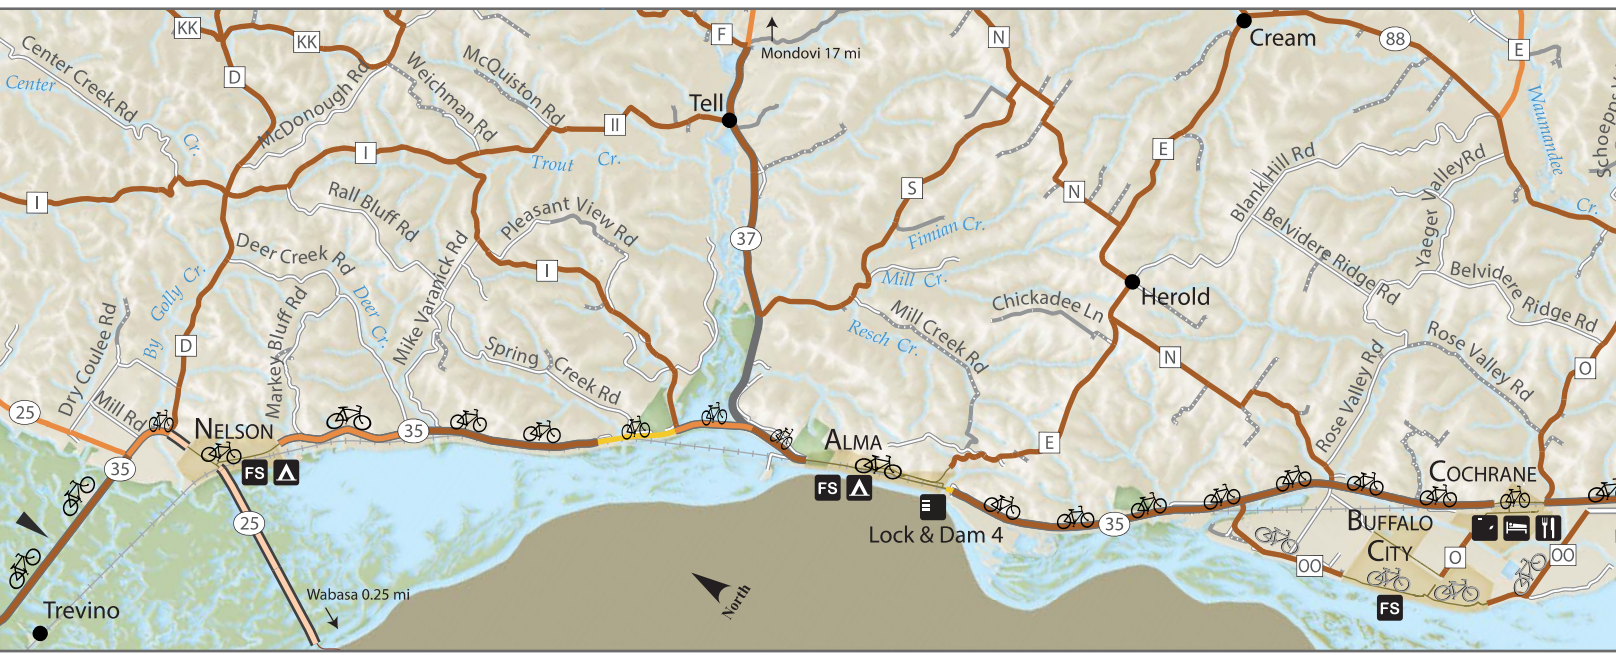 KK
KK
F
Mondovi 17 mi
N
Cream
88
E
Center Creek Rd
Center
Cr.
D
McDonough Rd
Weichman Rd
McQuiston Rd
Tell
II
Trout Cr.
I
I
Rall Bluff Rd
Pleasant View Rd
37
S
Fimian Cr.
N
E
Blank Hill Rd
Yaeger Valley Rd
Waumandee
Cr.
Schoepps
Belvidere Ridge Rd
Belvidere Ridge Rd
Deer Creek Rd
By Golly Cr.
Deer Cr.
Mike Varanick Rd
I
Mill Cr.
Mill Creek Rd
Resch Cr.
Chickadee Ln
Herold
Dry Coulee Rd
D
Markey Bluff Rd
Spring Creek Rd
N
Rose Valley Rd
Rose Valley Rd
O
25
Mill Rd
NELSON
35
35
FS
ALMA
FS
E
Lock & Dam 4
35
COCHRANE
BUFFALO
CITY
OO
O
OO
FS
25
Wabasa 0.25 mi
North
Trevino